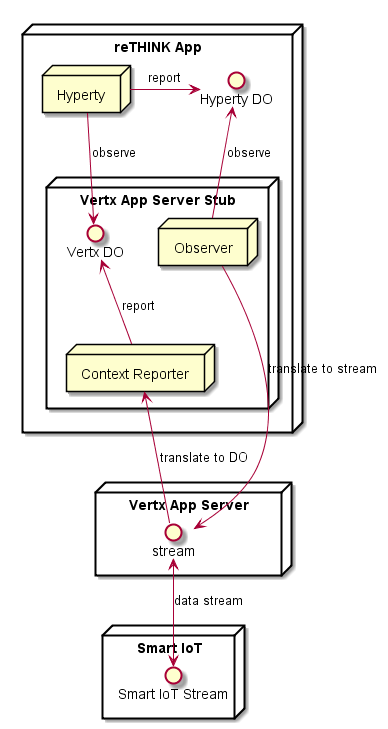 reTHINK App
Hyperty
report
Hyperty DO
observe
observe
Vertx App Server Stub
Vertx DO
Observer
report
Context Reporter
translate to stream
translate to DO
Vertx App Server
stream
data stream
Smart IoT
Smart IoT Stream